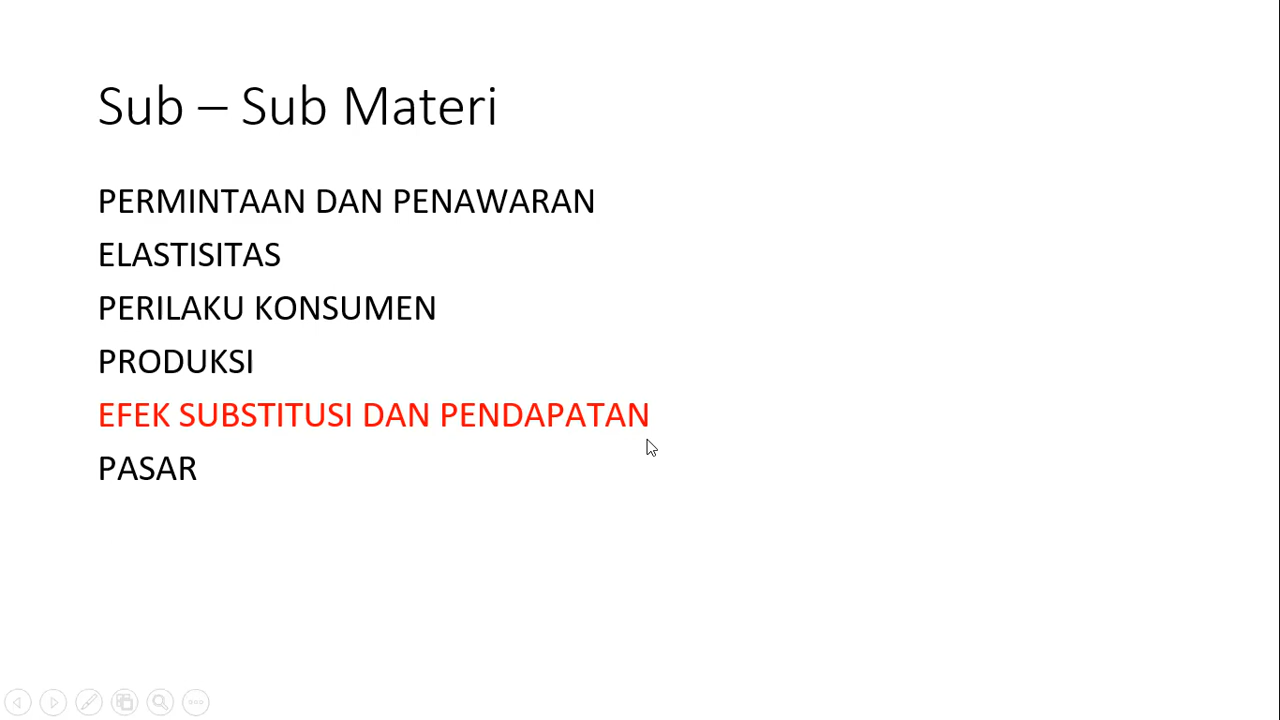 Sub – Sub Materi
PERMINTAAN DAN PENAWARAN
ELASTISITAS
PERILAKU KONSUMEN
PRODUKSI
EFEK SUBSTITUSI DAN PENDAPATAN
PASAR